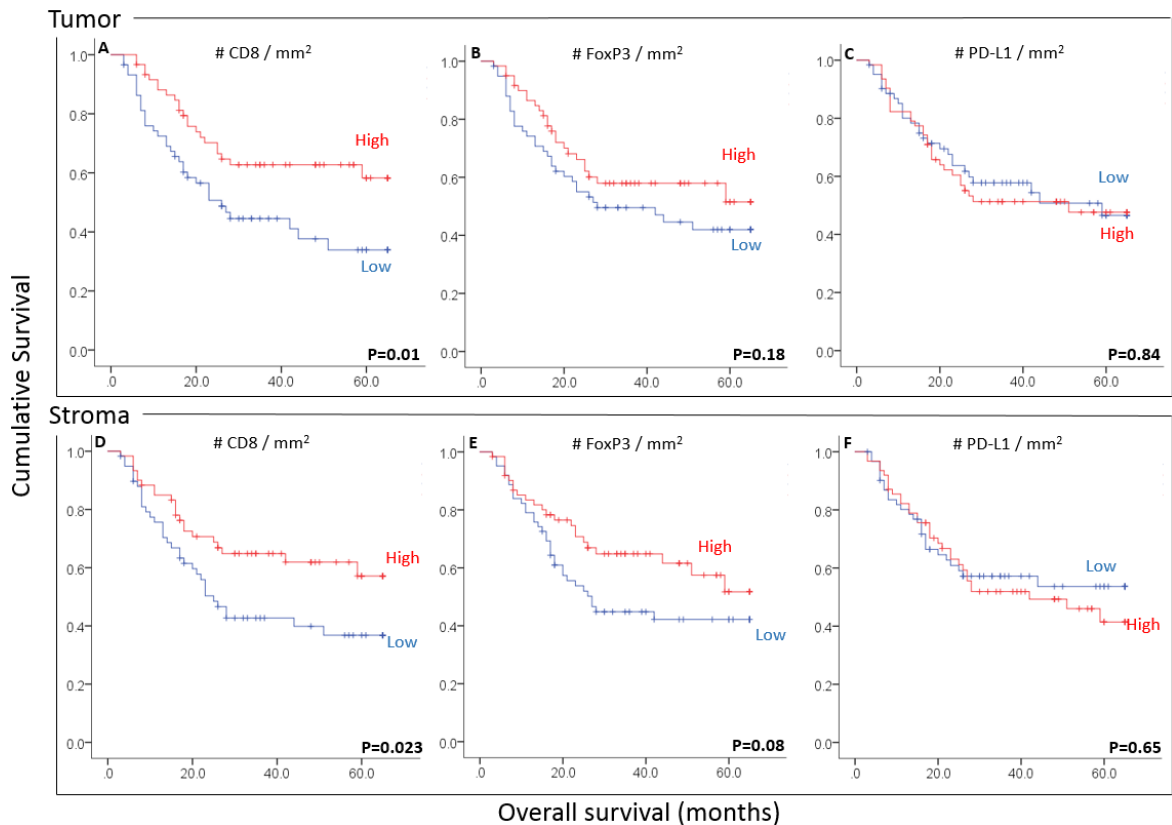 Tumor
A
# CD8 / mm²
1.0
0.8
0.6
0.4
0.2
0.0
High
Low
P=0.01
.0 20.0 40.0 60.0
B
# FoxP3 / mm²
1.0
0.8
0.6
0.4
0.2
0.0
High
Low
P=0.18
.0 20.0 40.0 60.0
C
# PD-L1 / mm²
1.0
0.8
0.6
0.4
0.2
0.0
Low
High
P=0.84
.0 20.0 40.0 60.0
Cumulative Survival
Stroma
D
# CD8 / mm²
1.0
0.8
0.6
0.4
0.2
0.0
High
Low
P=0.023
.0 20.0 40.0 60.0
E
# FoxP3 / mm²
1.0
0.8
0.6
0.4
0.2
0.0
High
Low
P=0.08
.0 20.0 40.0 60.0
F
# PD-L1 / mm²
1.0
0.8
0.6
0.4
0.2
0.0
Low
High
P=0.65
.0 20.0 40.0 60.0
Overall survival (months)